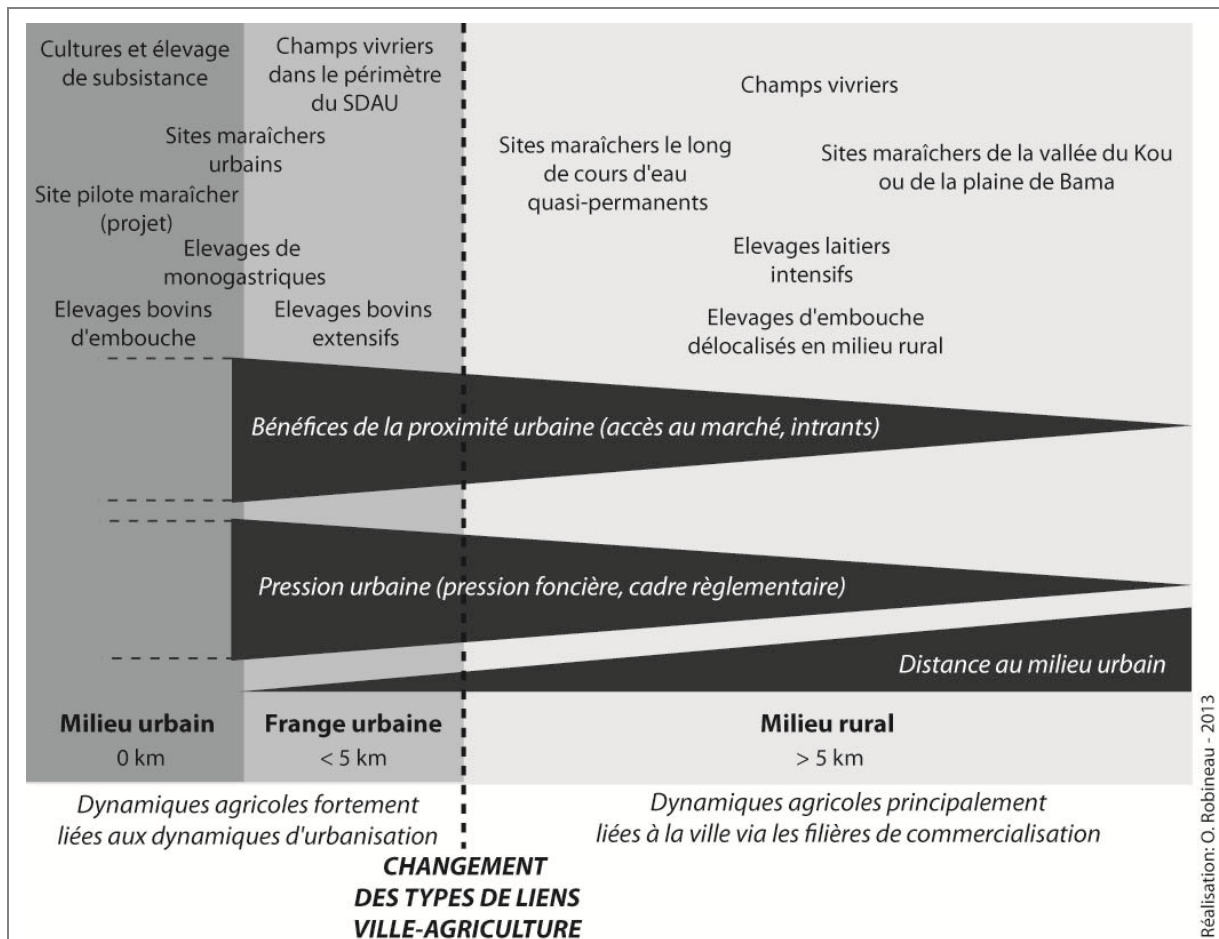 Cultures et élevage
de subsistance
Champs vivriers
dans le périmètre
du SDAU
Champs vivriers
Sites maraîchers
urbains
Sites maraîchers le long
de cours d'eau
quasi-permanents
Sites maraîchers de la vallée du Kou
ou de la plaine de Bama
Site pilote maraîcher
(projet)
Elevages de
monogastriques
Elevages laitiers
intensifs
Elevages bovins
d'embouche
Elevages bovins
extensifs
Elevages d'embouche
délocalisés en milieu rural
Bénéfices de la proximité urbaine (accès au marché, intrants)
Pression urbaine (pression foncière, cadre règlementaire)
Distance au milieu urbain
Milieu urbain
0 km
Frange urbaine
< 5 km
Milieu rural
> 5 km
Dynamiques agricoles fortement
liées aux dynamiques d'urbanisation
Dynamiques agricoles principalement
liées à la ville via les filières de commercialisation
CHANGEMENT
DES TYPES DE LIENS
VILLE-AGRICULTURE
Réalisation: O. Robineau - 2013